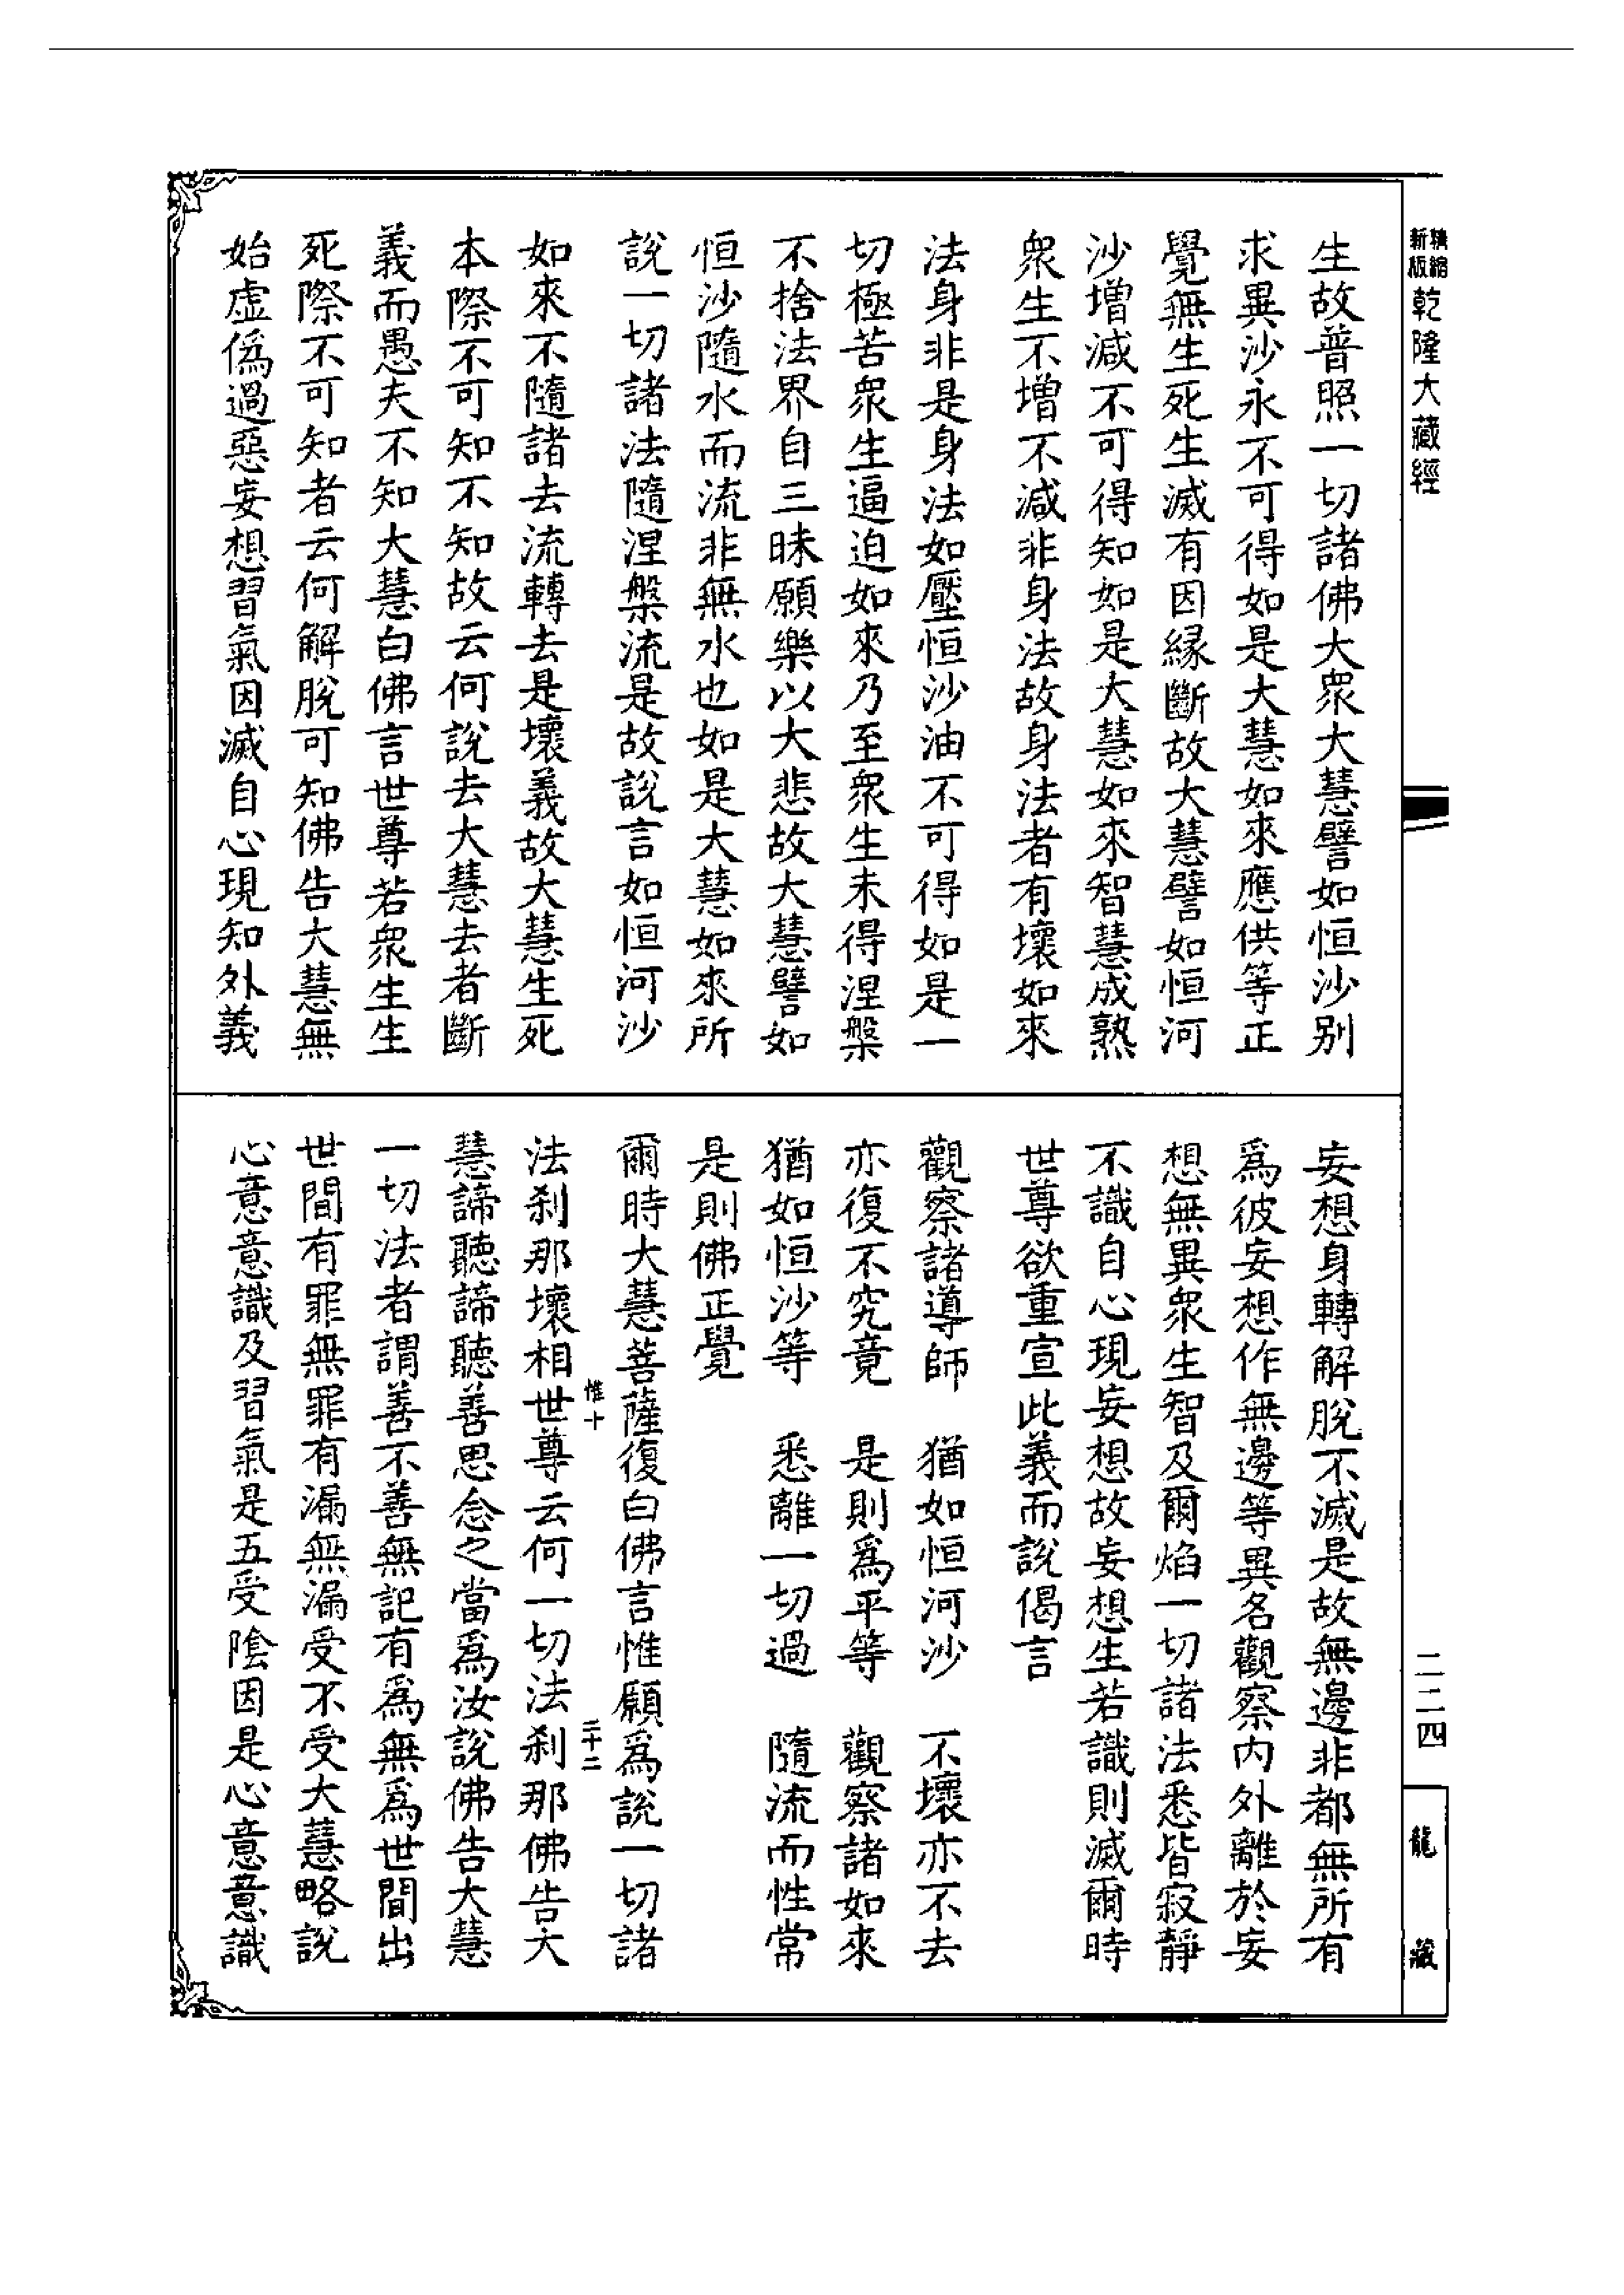 精縮新版乾隆大藏經
生故普照一切諸佛大衆大慧譬如恒沙别
求異沙永不可得如是大慧如來應供等正
覺無生死生滅有因緣斷故大慧譬如恒河
沙增減不可得知如是大慧如來智慧成熟
衆生不增不減非身法故身法者有壞如來
法身非是身法如壓恒沙油不可得如是一
切極苦衆生逼迫如來乃至衆生未得涅槃
不捨法界自三昧願樂以大悲故大慧譬如
恒沙隨水而流非無水也如是大慧如來所
說一切諸法隨涅槃流是故說言如恒河沙
如來不隨諸去流轉去是壞義故大慧生死
本際不可知不知故云何說去大慧去者斷
義而愚夫不知大慧白佛言世尊若衆生生
死際不可知者云何解脫可知佛告大慧無
始虛僞過惡妄想習氣因滅自心現知外義
妄想身轉解脫不滅是故無邊非都無所有
爲彼妄想作無邊等異名觀察内外離於妄
想無異衆生智及爾焰一切諸法悉皆寂靜
不識自心現妄想故妄想生若識則滅爾時
世尊欲重宣此義而說偈言
觀察諸導師　猶如恒河沙　不壞亦不去
亦復不究竟　是則爲平等　觀察諸如來
猶如恒沙等　悉離一切過　隨流而性常
是則佛正覺
爾時大慧菩薩復白佛言惟願爲說一切諸
惟十　二十二
法刹那壞相世尊云何一切法刹那佛告大
慧諦聽諦聽善思念之當爲汝說佛告大慧
一切法者謂善不善無記有爲無爲世間出
世間有罪無罪有漏無漏受不受大慧略說
心意意識及習氣是五受陰因是心意意識
二二四
龍藏